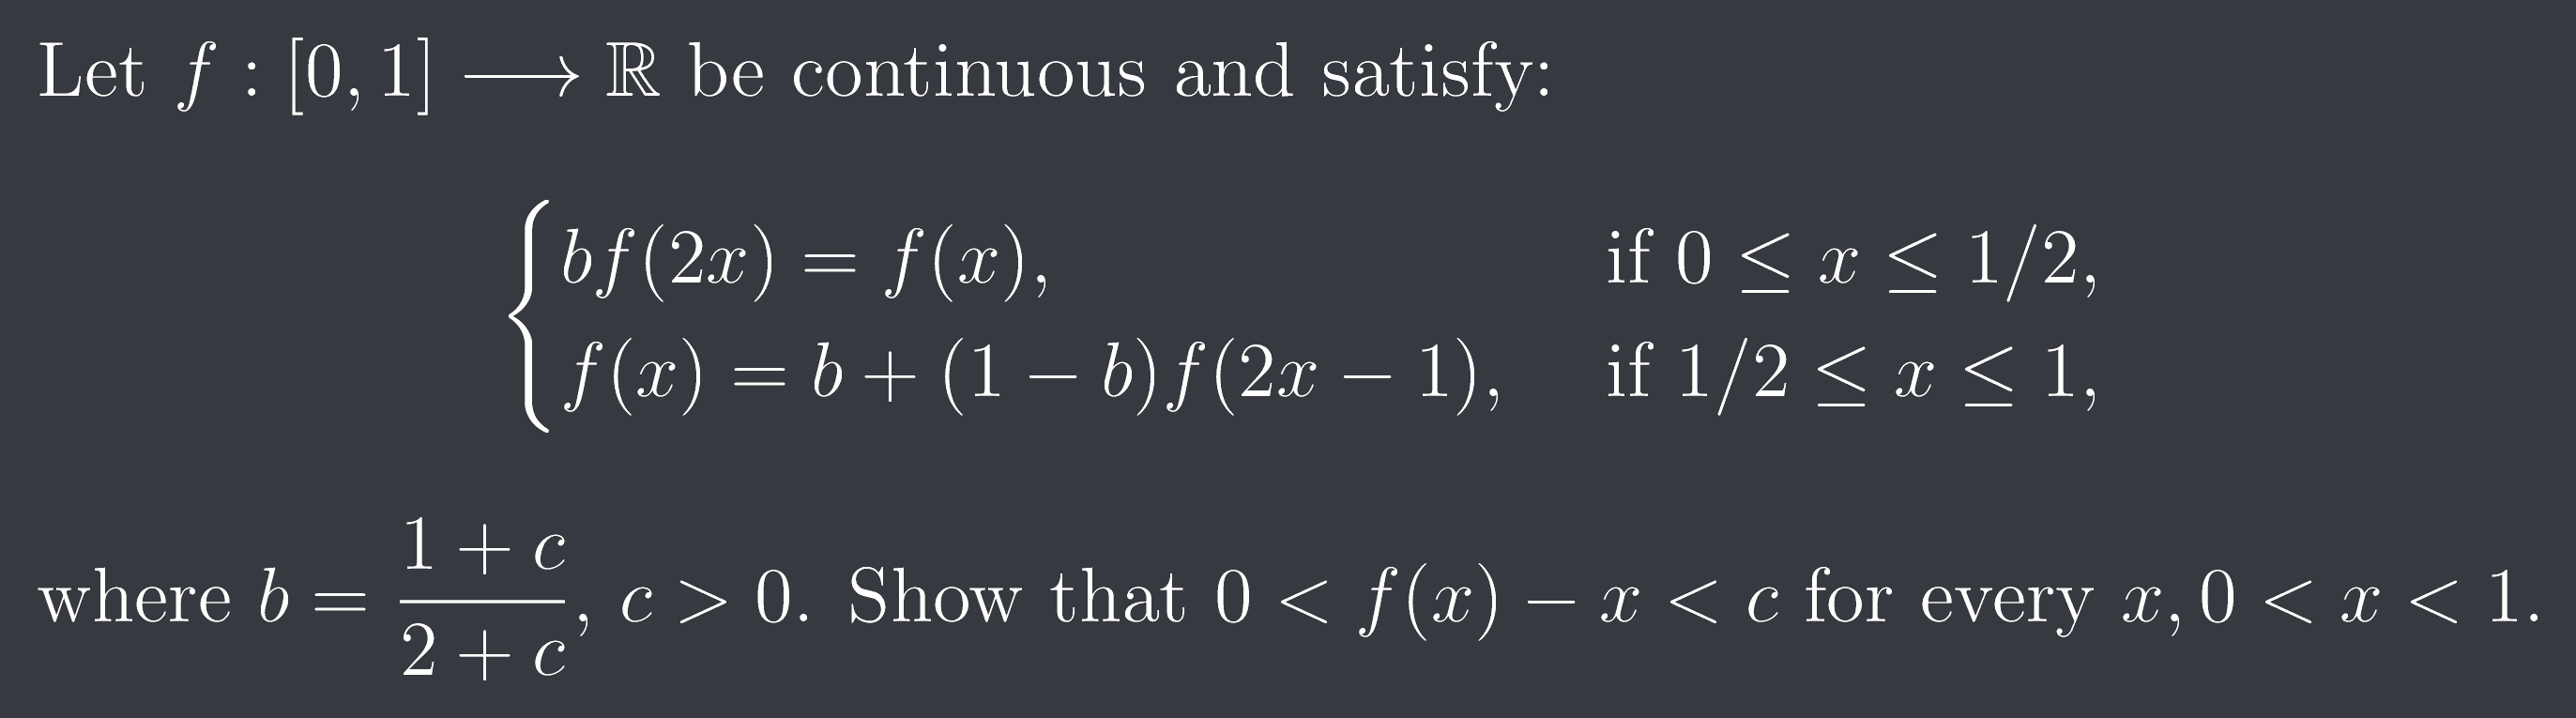 Let f : [0, 1] ⟶ ℝ be continuous and satisfy:
bf(2x) = f(x), if 0 ≤ x ≤ 1/2,
f(x) = b + (1 − b)f(2x − 1), if 1/2 ≤ x ≤ 1,
where b = (1 + c)/(2 + c), c > 0. Show that 0 < f(x) − x < c for every x, 0 < x < 1.